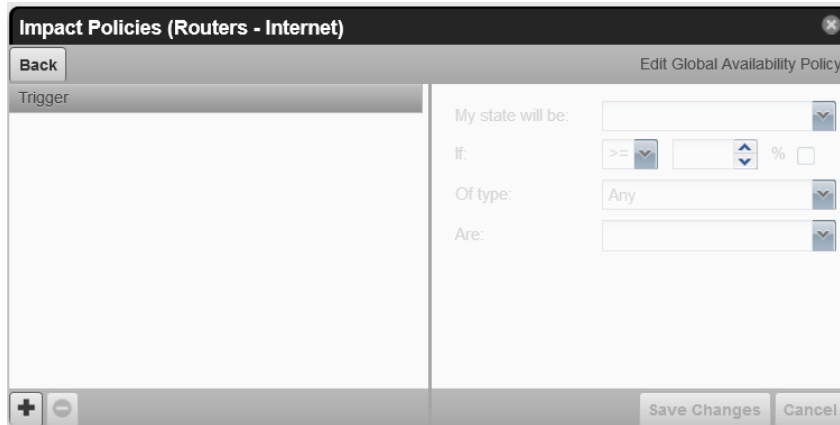 Impact Policies (Routers - Internet)
Back Edit Global Availability Policy
Trigger
My state will be:
If: >= %
Of type: Any
Are:
Save Changes Cancel